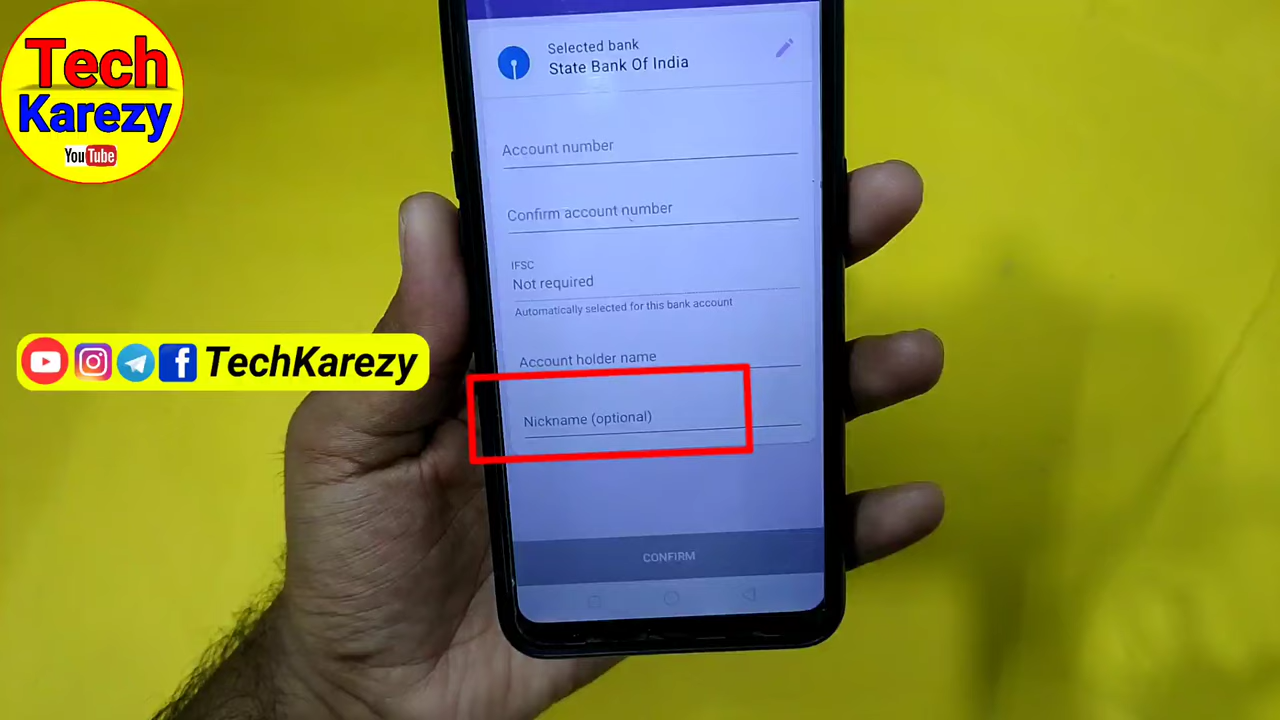 Tech
Karezy
YouTube
Selected bank
State Bank Of India
Account number
Confirm account number
IFSC
Not required
Automatically selected for this bank account
Account holder name
Nickname (optional)
CONFIRM
TechKarezy